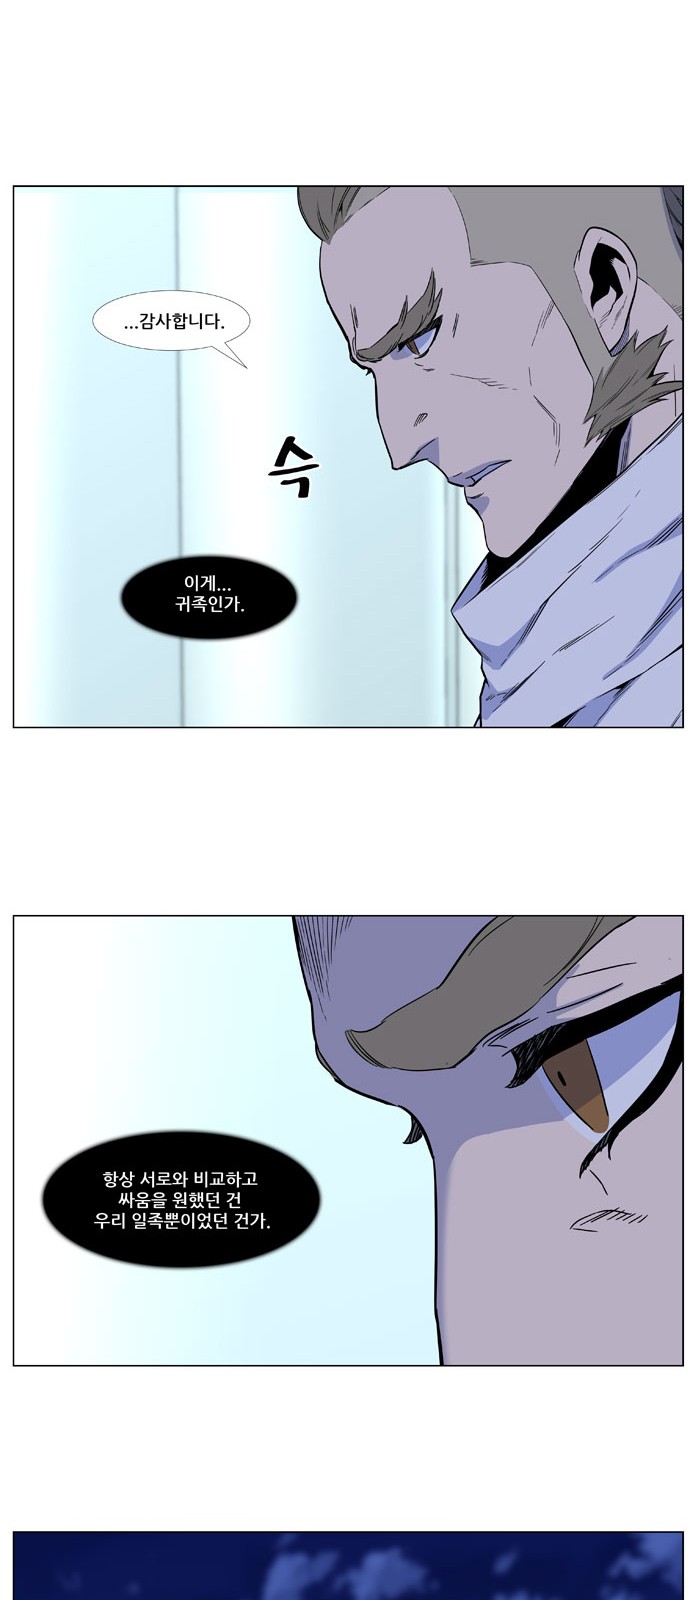 ...감사합니다.
슥
이게...
귀족인가.
항상 서로와 비교하고
싸움을 원했던 건
우리 일족뿐이었던 건가.